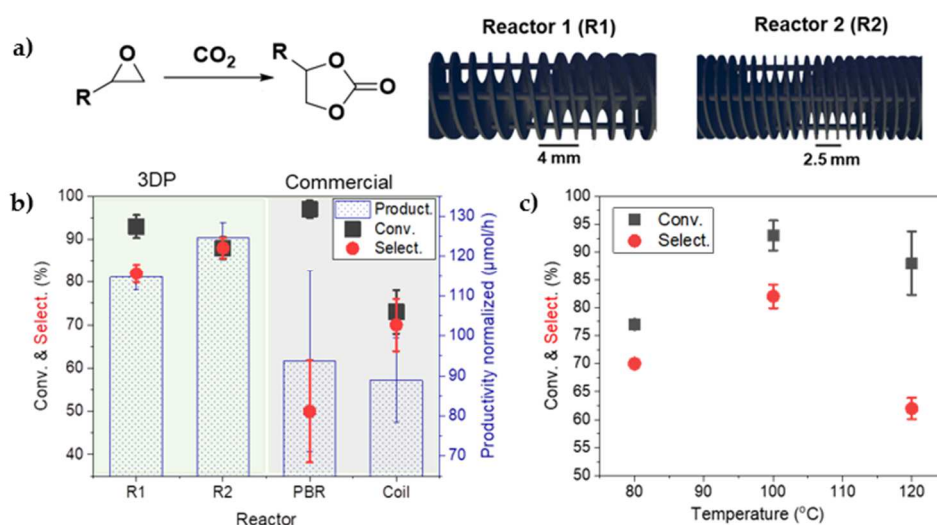 a)
O
R
CO₂
R
O
O
O
Reactor 1 (R1)
4 mm
Reactor 2 (R2)
2.5 mm
b)
3DP
Commercial
Product.
Conv.
Select.
100
90
80
70
60
50
40
Conv. & Select. (%)
130
120
110
100
90
80
70
Productivity normalized (μmol/h)
R1
R2
PBR
Coil
Reactor
c)
Conv.
Select.
100
95
90
85
80
75
70
65
60
55
50
Conv. & Select. (%)
80
90
100
110
120
Temperature (°C)